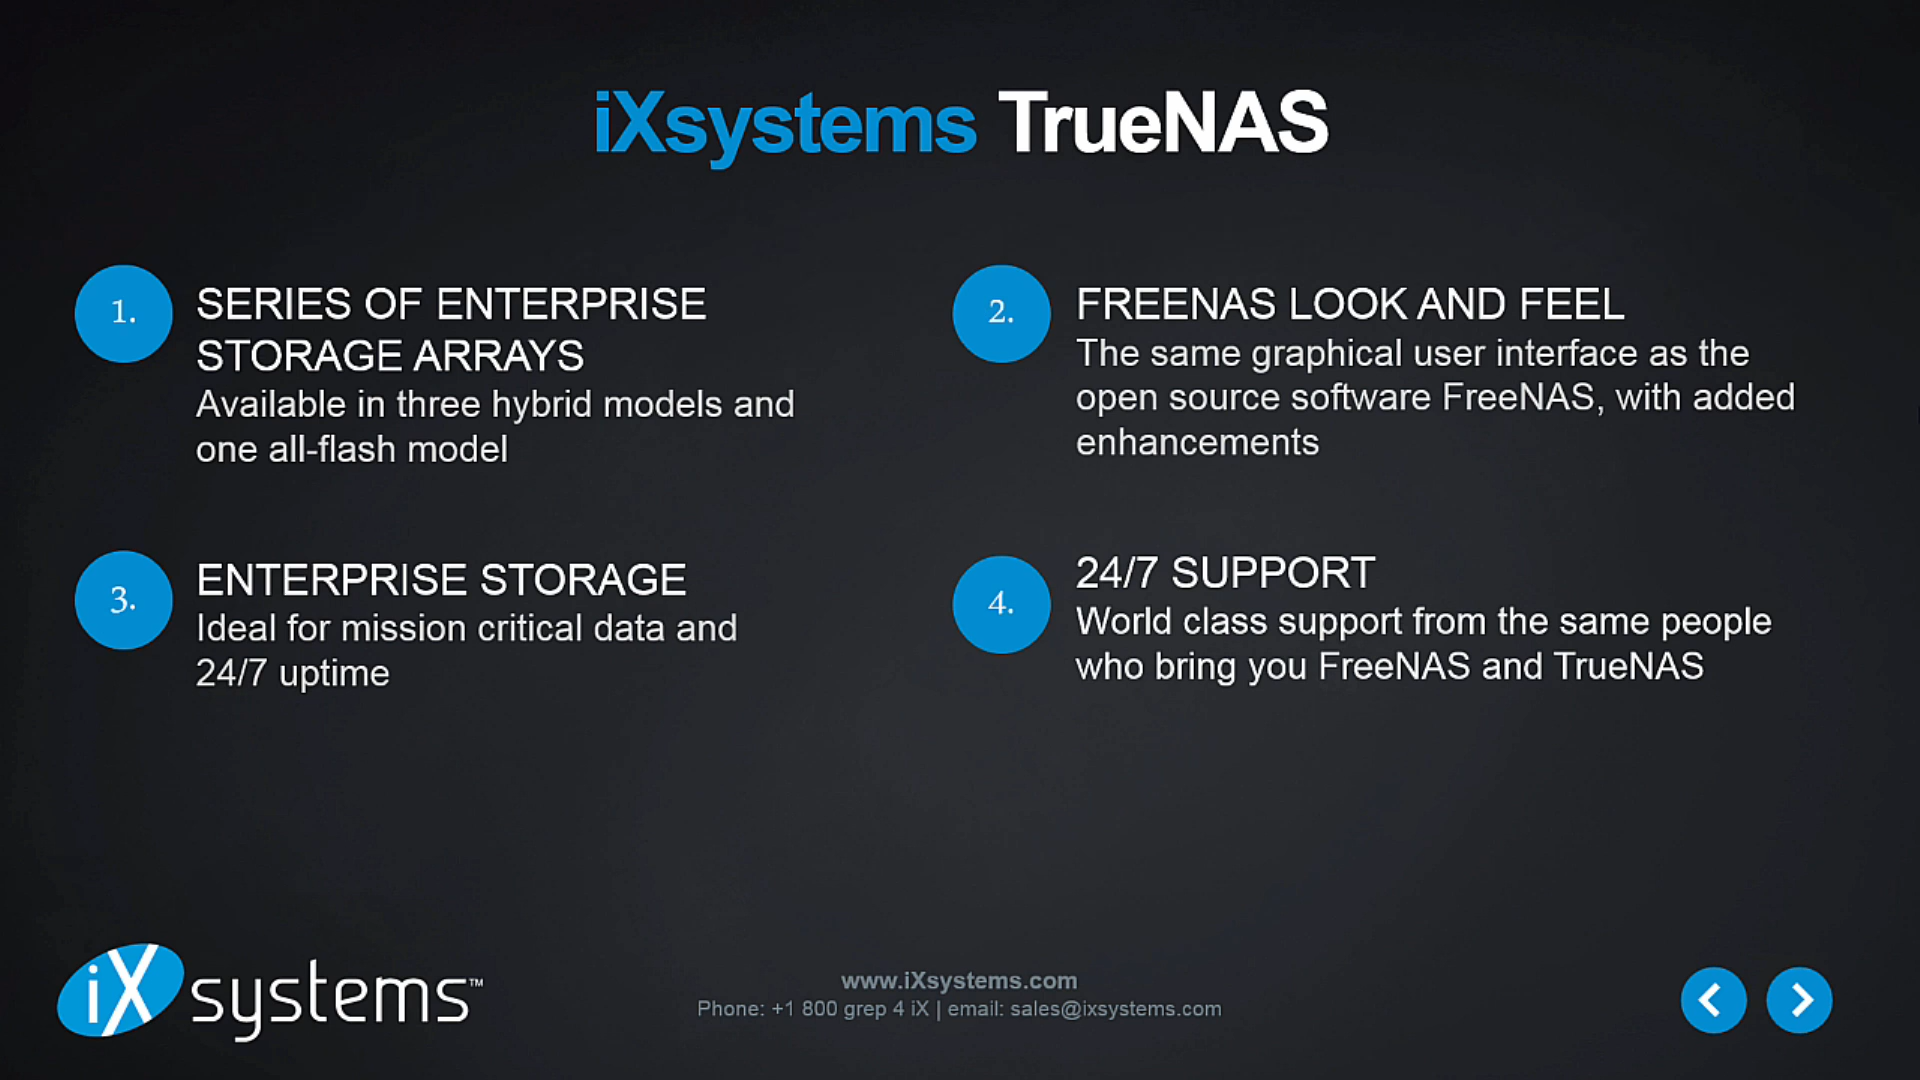 iXsystems TrueNAS
1.
SERIES OF ENTERPRISE
STORAGE ARRAYS
Available in three hybrid models and
one all-flash model
2.
FREENAS LOOK AND FEEL
The same graphical user interface as the
open source software FreeNAS, with added
enhancements
3.
ENTERPRISE STORAGE
Ideal for mission critical data and
24/7 uptime
4.
24/7 SUPPORT
World class support from the same people
who bring you FreeNAS and TrueNAS
iX systems™
www.iXsystems.com
Phone: +1 800 grep 4 iX | email: sales@ixsystems.com